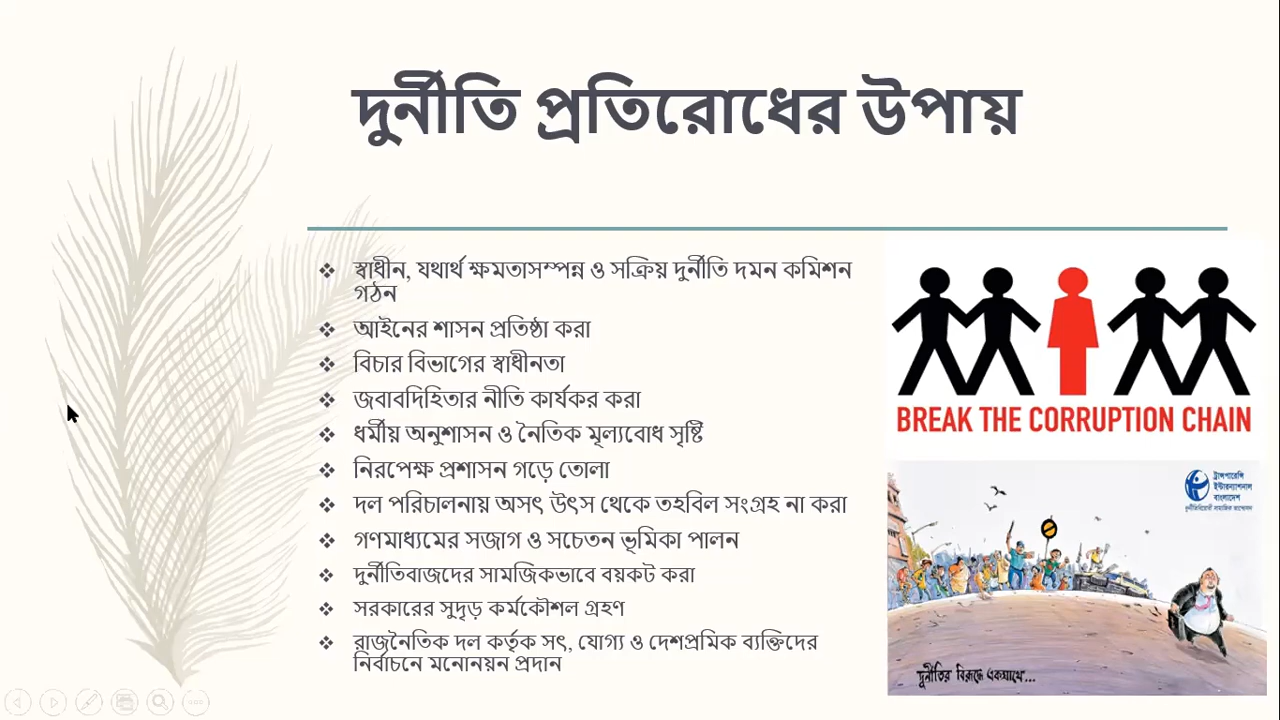 দুর্নীতি প্রতিরোধের উপায়
❖ স্বাধীন, যথার্থ ক্ষমতাসম্পন্ন ও সক্রিয় দুর্নীতি দমন কমিশন
গঠন
❖ আইনের শাসন প্রতিষ্ঠা করা
❖ বিচার বিভাগের স্বাধীনতা
❖ জবাবদিহিতার নীতি কার্যকর করা
❖ ধর্মীয় অনুশাসন ও নৈতিক মূল্যবোধ সৃষ্টি
❖ নিরপেক্ষ প্রশাসন গড়ে তোলা
❖ দল পরিচালনায় অসৎ উৎস থেকে তহবিল সংগ্রহ না করা
❖ গণমাধ্যমের সজাগ ও সচেতন ভূমিকা পালন
❖ দুর্নীতিবাজদের সামজিকভাবে বয়কট করা
❖ সরকারের সুদৃড় কর্মকৌশল গ্রহণ
❖ রাজনৈতিক দল কর্তৃক সৎ, যোগ্য ও দেশপ্রমিক ব্যক্তিদের
নির্বাচনে মনোনয়ন প্রদান
BREAK THE CORRUPTION CHAIN
ট্রান্সপারেন্সি
ইন্টারন্যাশনাল
বাংলাদেশ
দুর্নীতিবিরোধী সামাজিক আন্দোলন
দুর্নীতির বিরুদ্ধে একসাথে...